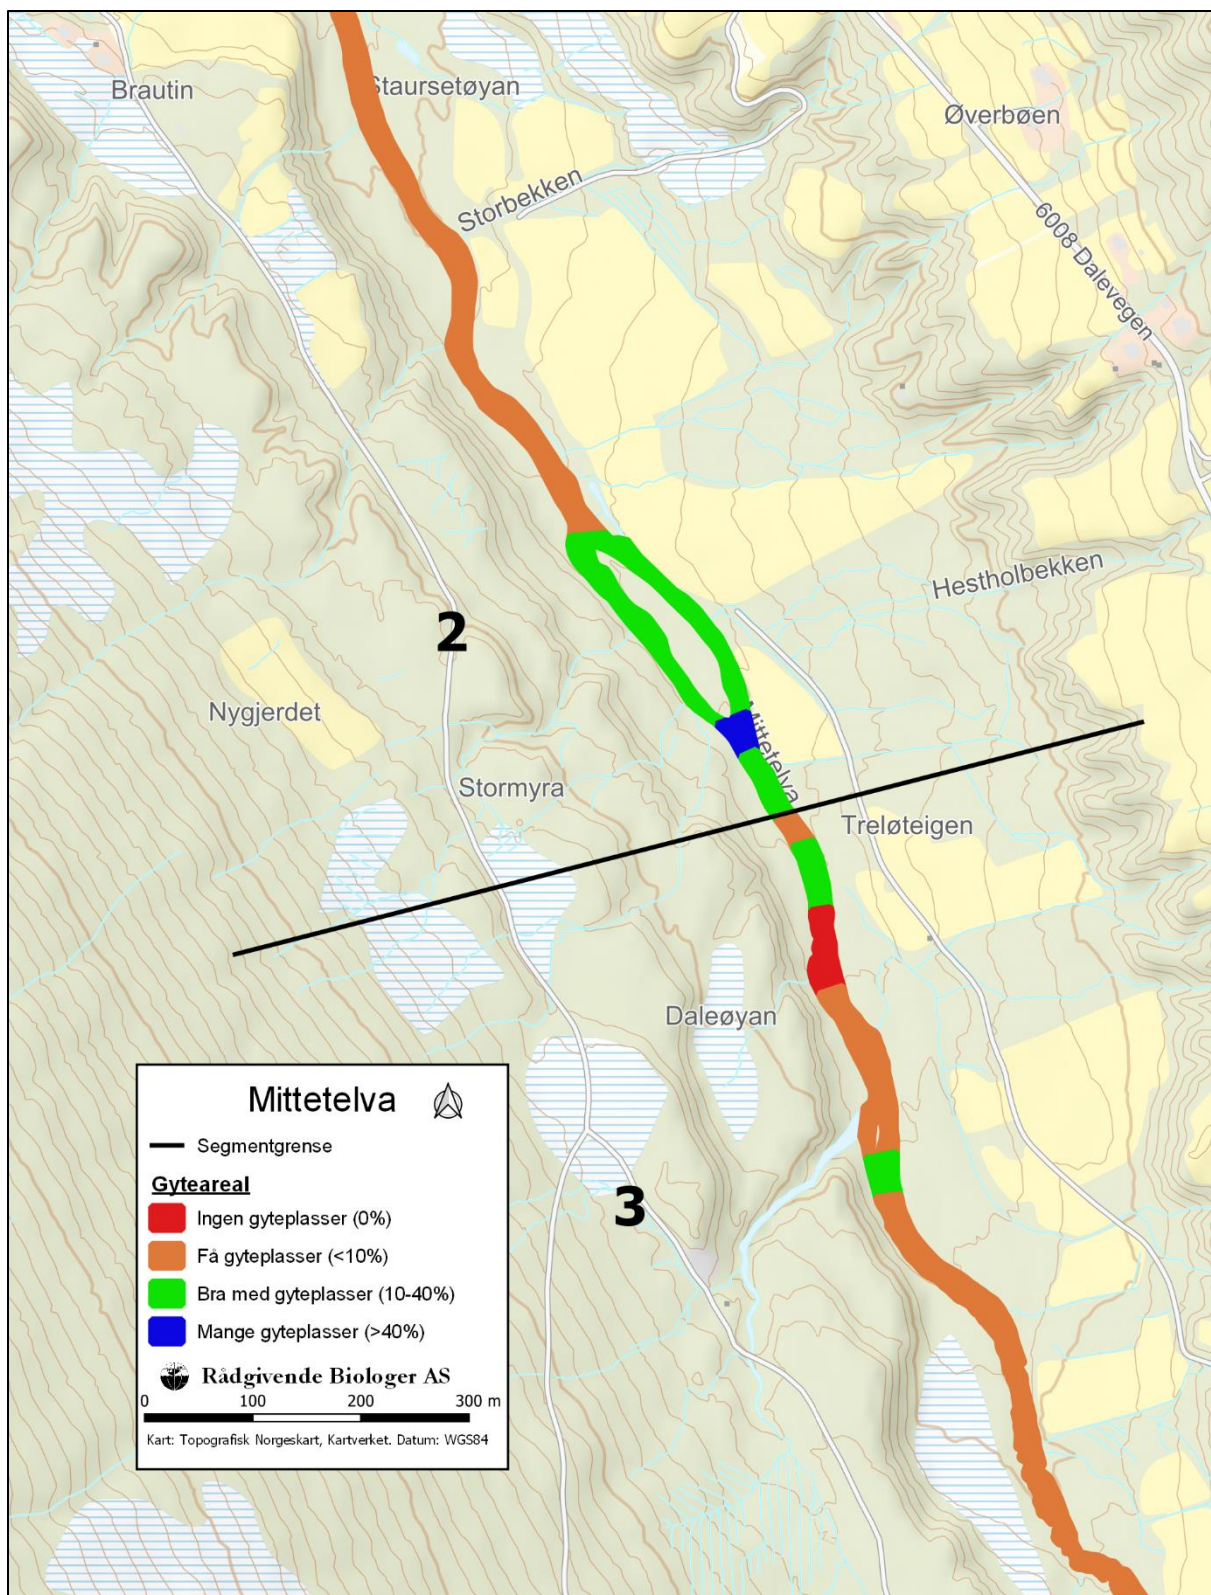 Brautin
Staursetøyan
Øverbøen
Storbekken
6008 Dalevegen
Hestholbekken
2
Nygjerdet
Mittetelva
Stormyra
Treløteigen
Daleøyan
3
Mittetelva
Segmentgrense
Gyteareal
Ingen gyteplasser (0%)
Få gyteplasser (<10%)
Bra med gyteplasser (10-40%)
Mange gyteplasser (>40%)
Rådgivende Biologer AS
0 100 200 300 m
Kart: Topografisk Norgeskart, Kartverket. Datum: WGS84